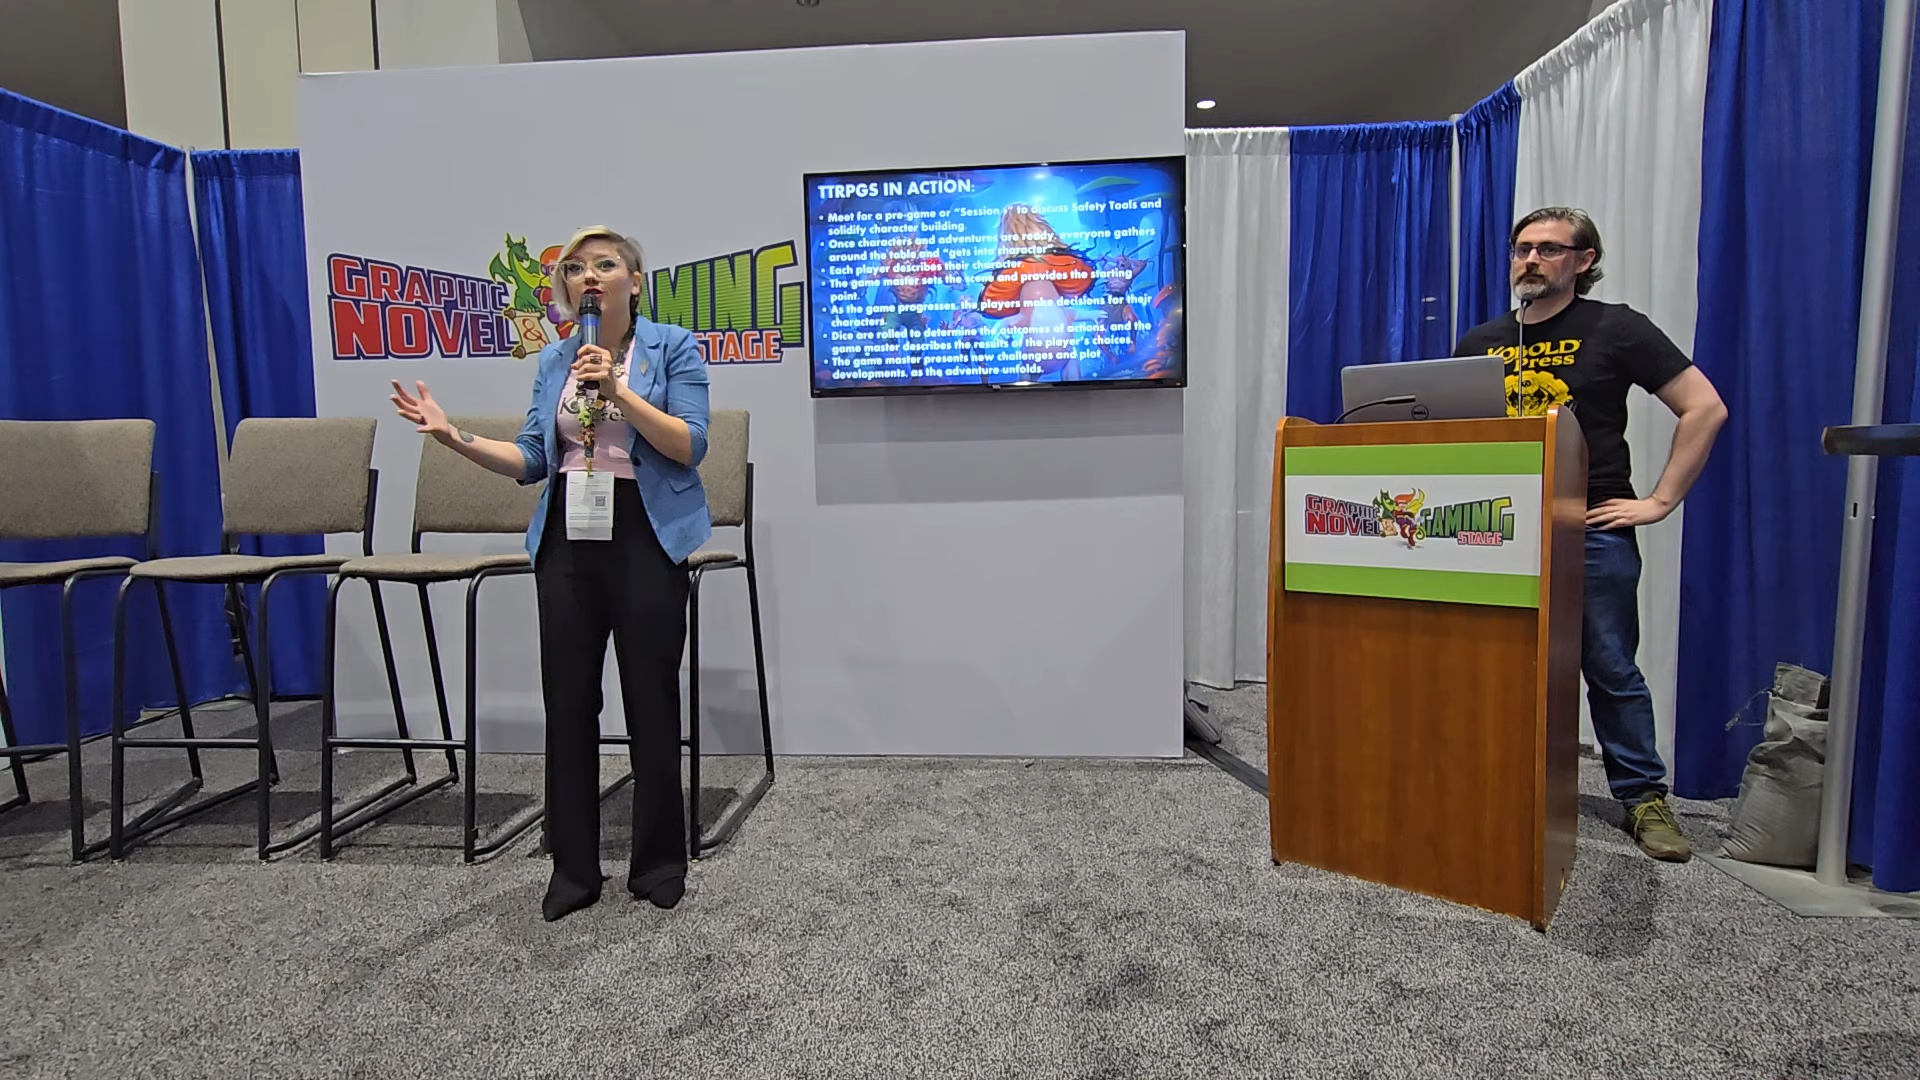 GRAPHIC
NOVEL
&
GAMING
STAGE
TTRPGS IN ACTION:
• Meet for a pre-game or "Session to discuss Safety Tools and
solidify character building.
• Once characters and adventures are ready, everyone gathers
around the table and "gets into character".
• Each player describes their character.
• The game master sets the scene and provides the starting
point.
• As the game progresses, the players make decisions for their
characters.
• Dice are rolled to determine the outcomes of actions, and the
game master describes the results of the player's choices.
• The game master presents new challenges and plot
developments, as the adventure unfolds.
KOBOLD
Press
DELL
GRAPHIC
NOVEL
&
GAMING
STAGE